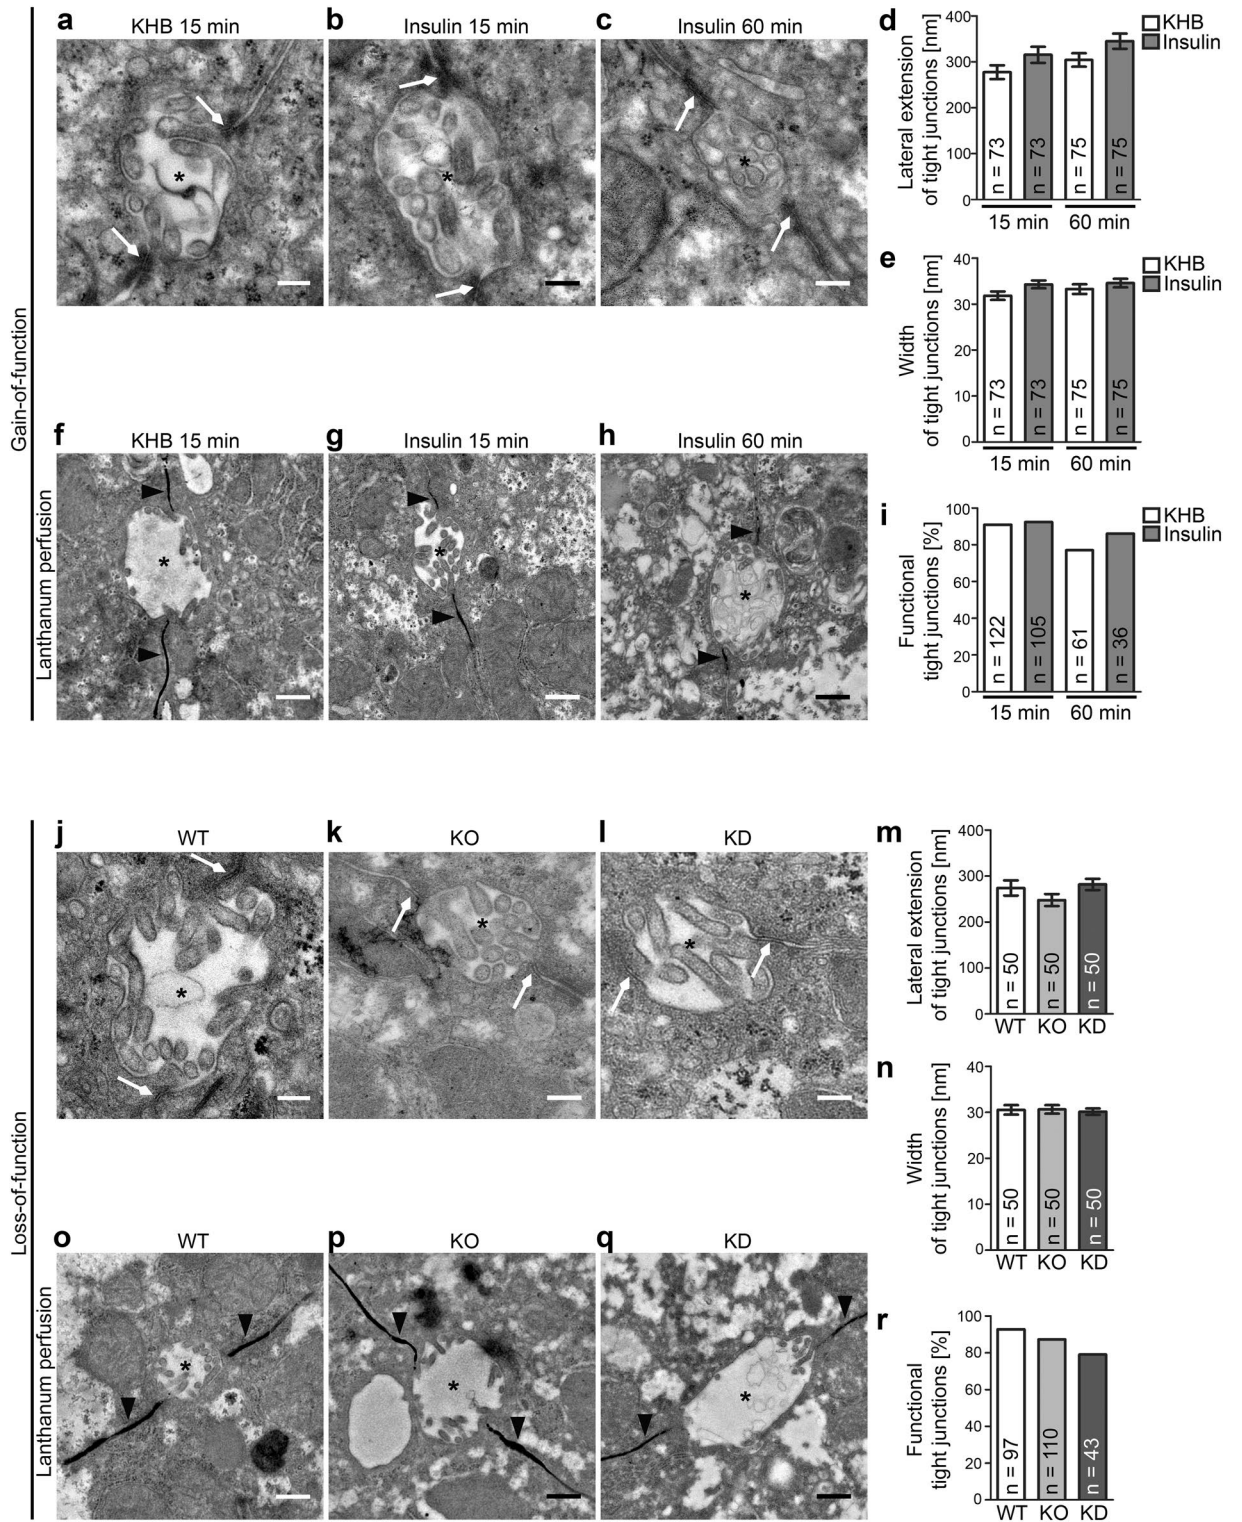 Gain-of-function
a KHB 15 min
*
b Insulin 15 min
*
c Insulin 60 min
*
d
Lateral extension
of tight junctions [nm]
400
300
200
100
0
KHB
Insulin
n = 73
n = 73
n = 75
n = 75
15 min 60 min
e
Width
of tight junctions [nm]
40
30
20
10
0
KHB
Insulin
n = 73
n = 73
n = 75
n = 75
15 min 60 min
Lanthanum perfusion
f KHB 15 min
*
g Insulin 15 min
*
h Insulin 60 min
*
i
Functional
tight junctions [%]
100
80
60
40
20
0
KHB
Insulin
n = 122
n = 105
n = 61
n = 36
15 min 60 min
Loss-of-function
j WT
*
k KO
*
l KD
*
m
Lateral extension
of tight junctions [nm]
400
300
200
100
0
n = 50
n = 50
n = 50
WT KO KD
n
Width
of tight junctions [nm]
40
30
20
10
0
n = 50
n = 50
n = 50
WT KO KD
Lanthanum perfusion
o WT
*
p KO
*
q KD
*
r
Functional
tight junctions [%]
100
80
60
40
20
0
n = 97
n = 110
n = 43
WT KO KD